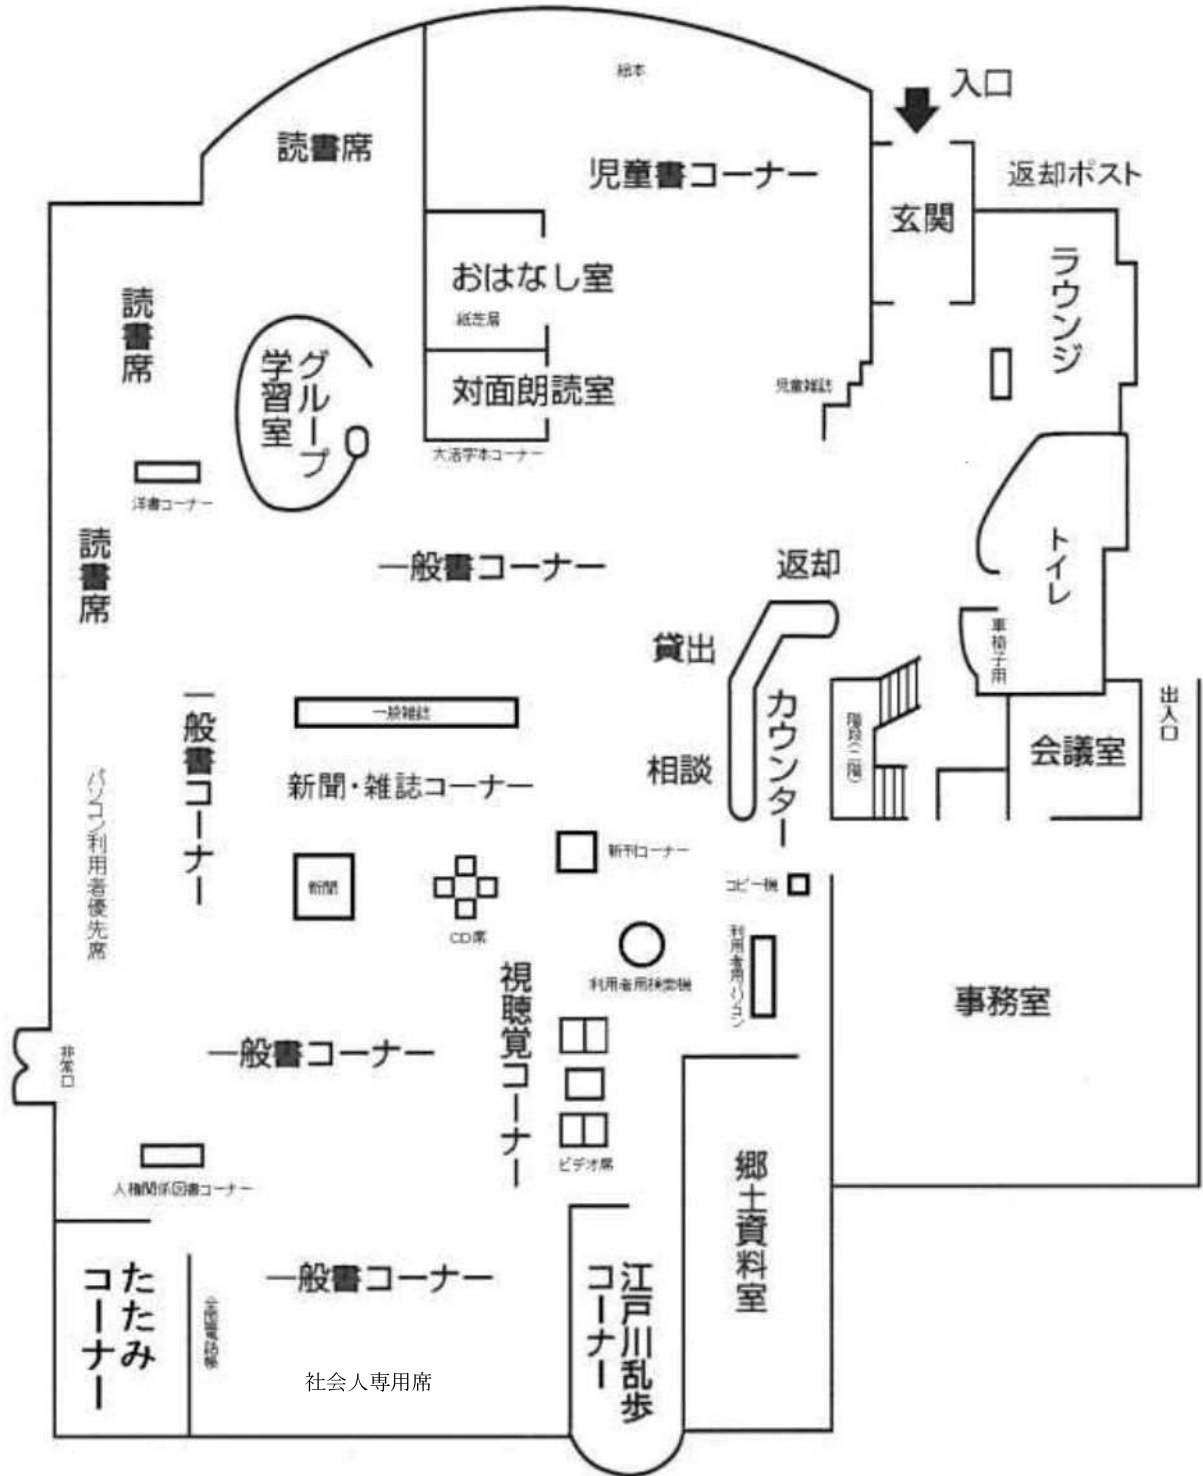 絵本
入口
読書席
児童書コーナー
返却ポスト
玄関
おはなし室
紙芝居
ラウンジ
読書席
グループ
学習室
対面朗読室
児童雑誌
大活字本コーナー
洋書コーナー
読書席
一般書コーナー
返却
トイレ
貸出
車椅子用
一般書コーナー
一般雑誌
カウンター
階段(二階)
会議室
出入口
新聞・雑誌コーナー
相談
パソコン利用者優先席
新聞
CD席
新刊コーナー
コピー機
利用者用検索機
利用者用パソコン
事務室
視聴覚コーナー
一般書コーナー
非常口
ビデオ席
人権関係図書コーナー
郷土資料室
たたみ
コーナー
全国電話帳
一般書コーナー
江戸川乱歩
コーナー
社会人専用席